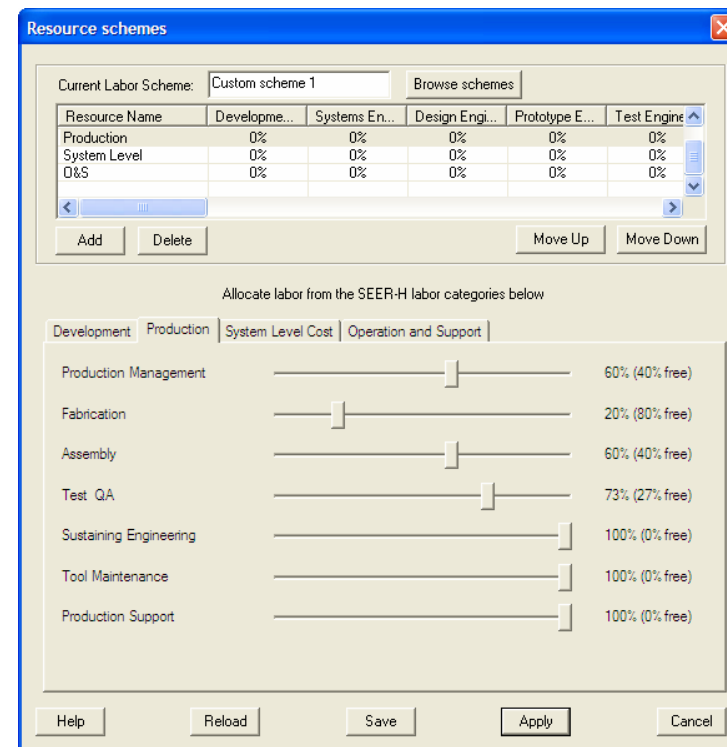 Resource schemes
Current Labor Scheme: Custom scheme 1 Browse schemes
Resource Name Developme... Systems En... Design Engi... Prototype E... Test Engine
Production 0% 0% 0% 0% 0%
System Level 0% 0% 0% 0% 0%
O&S 0% 0% 0% 0% 0%
Add Delete Move Up Move Down
Allocate labor from the SEER-H labor categories below
Development Production System Level Cost Operation and Support
Production Management 60% (40% free)
Fabrication 20% (80% free)
Assembly 60% (40% free)
Test QA 73% (27% free)
Sustaining Engineering 100% (0% free)
Tool Maintenance 100% (0% free)
Production Support 100% (0% free)
Help Reload Save Apply Cancel